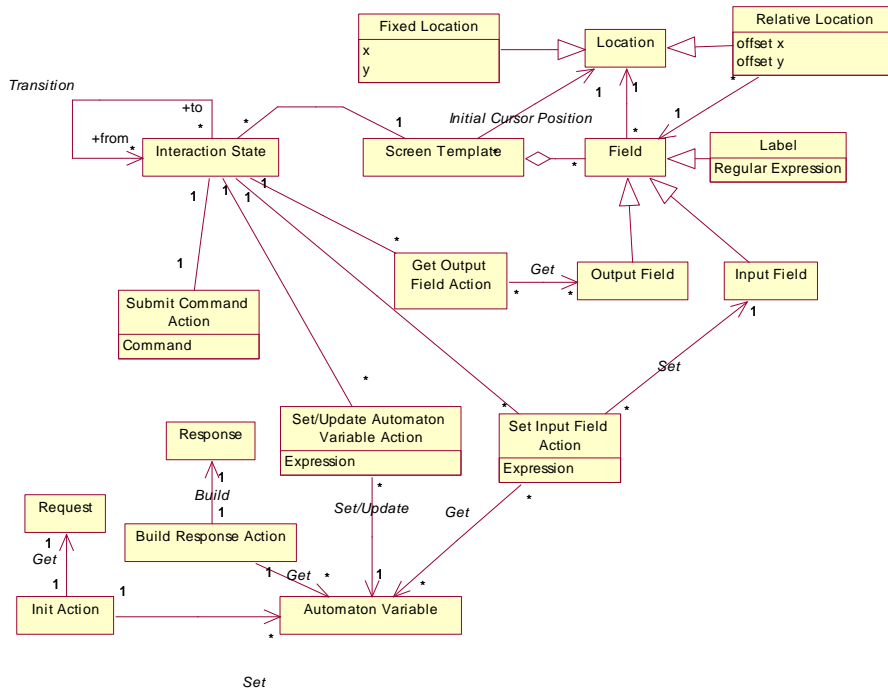 Fixed Location
x
y
Location
Relative Location
offset x
offset y
*
1
1
1
Transition
+to
*
+from
*
*
1
Initial Cursor Position
*
Interaction State
Screen Template
*
*
Field
Label
Regular Expression
1
1
1
1
*
Get Output
Field Action
Get
*
*
Output Field
Input Field
1
1
Submit Command
Action
Command
Set
*
*
*
Set/Update Automaton
Variable Action
Expression
Set Input Field
Action
Expression
Response
1
Build
1
*
Set/Update
*
Get
Request
1
Get
1
Build Response Action
1
Get
*
1
*
Init Action
1
*
Automaton Variable
Set